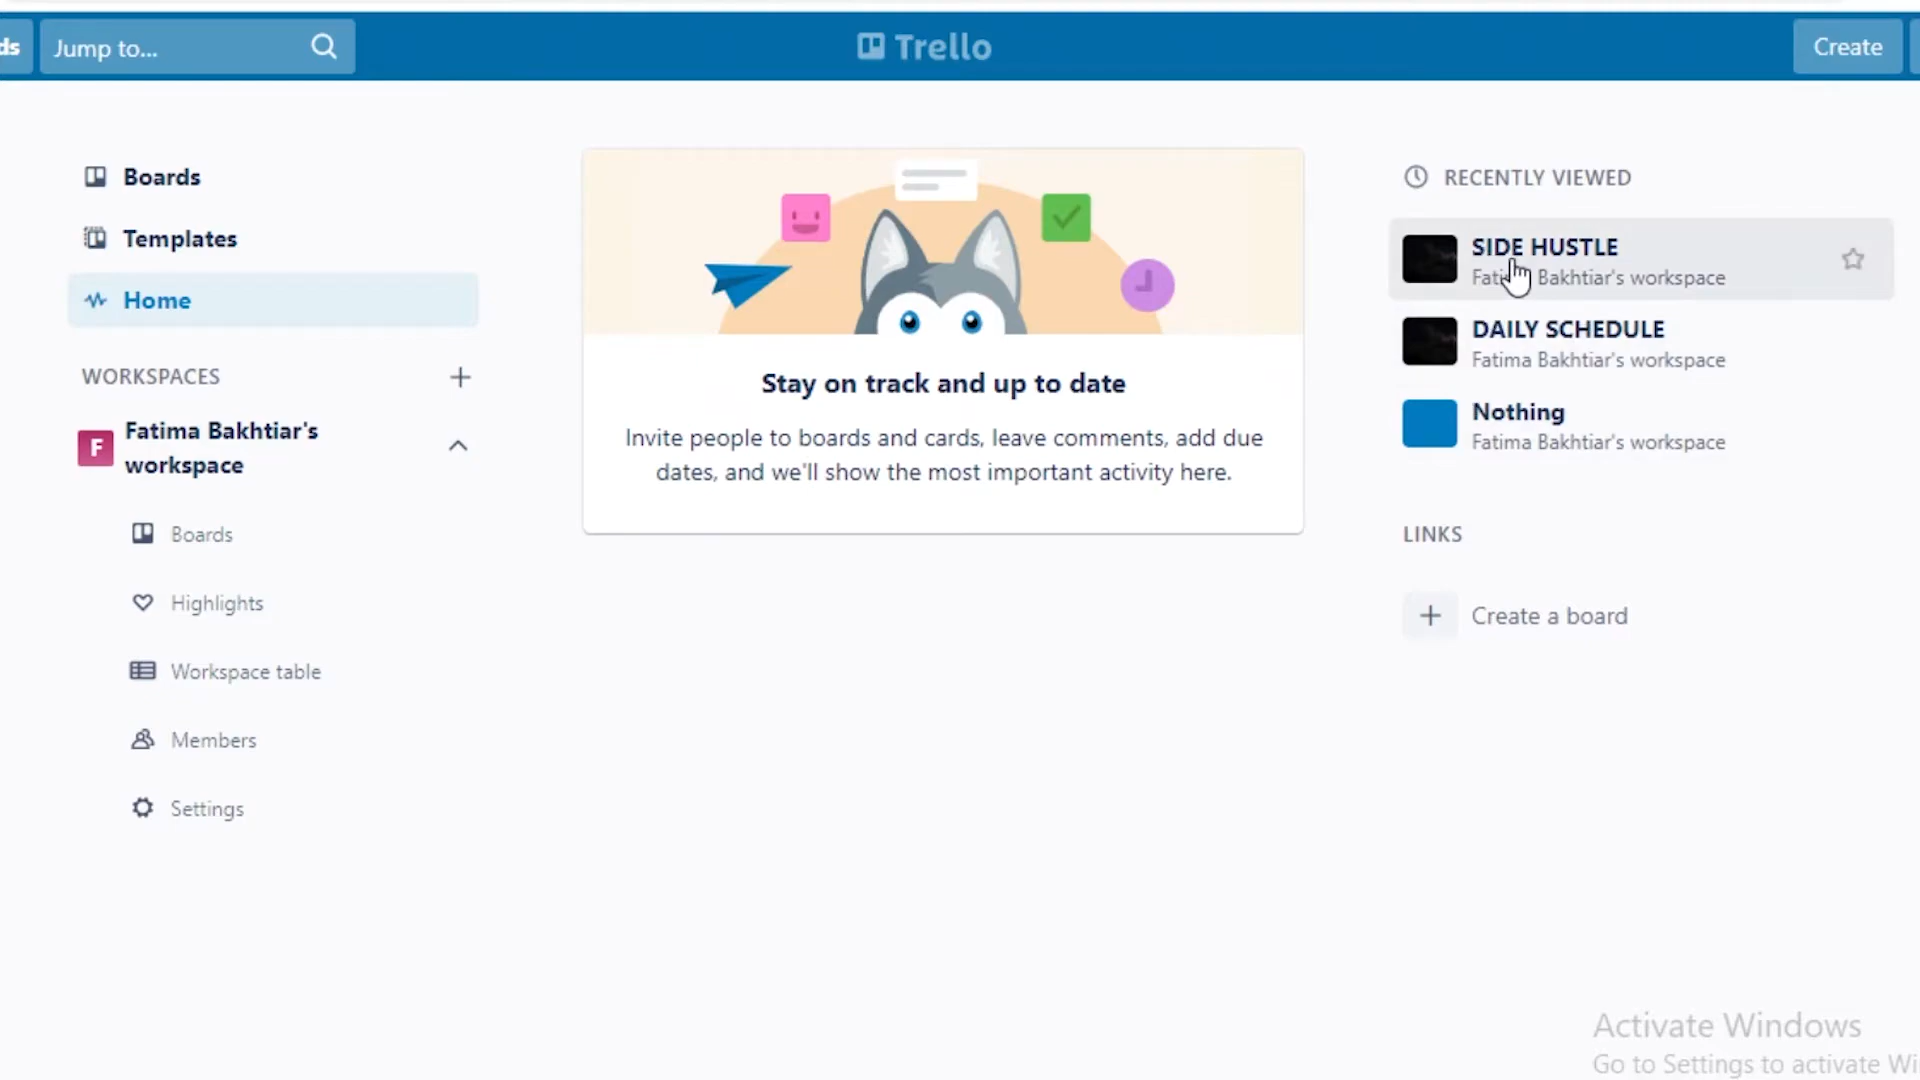 ds
Jump to...
Trello
Create
Boards
Templates
Home
WORKSPACES
F
Fatima Bakhtiar's
workspace
Boards
Highlights
Workspace table
Members
Settings
Stay on track and up to date
Invite people to boards and cards, leave comments, add due
dates, and we'll show the most important activity here.
RECENTLY VIEWED
SIDE HUSTLE
Fati Bakhtiar's workspace
DAILY SCHEDULE
Fatima Bakhtiar's workspace
Nothing
Fatima Bakhtiar's workspace
LINKS
Create a board
Activate Windows
Go to Settings to activate Wi